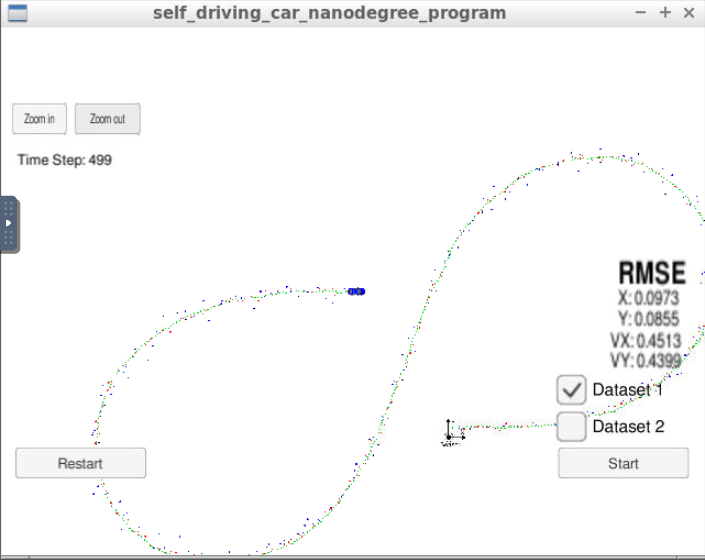 self_driving_car_nanodegree_program
Zoom in
Zoom out
Time Step: 499
RMSE
X: 0.0973
Y: 0.0855
VX: 0.4513
VY: 0.4399
Dataset 1
Dataset 2
Restart
Start